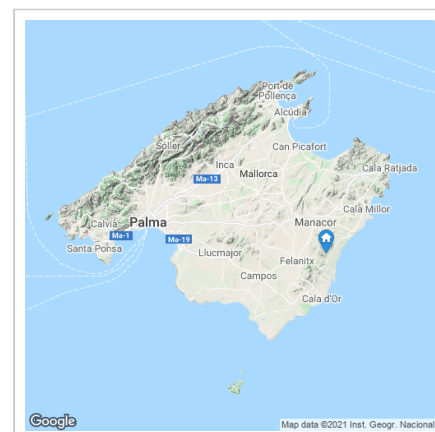 Port de
Pollença
Alcúdia
Sóller
Inca
Can Picafort
Ma-13
Mallorca
Cala Ratjada
Calvià
Palma
Manacor
Cala Millor
Ma-1
Ma-19
Santa Ponsa
Llucmajor
Felanitx
Campos
Cala d'Or
Google
Map data ©2021 Inst. Geogr. Nacional